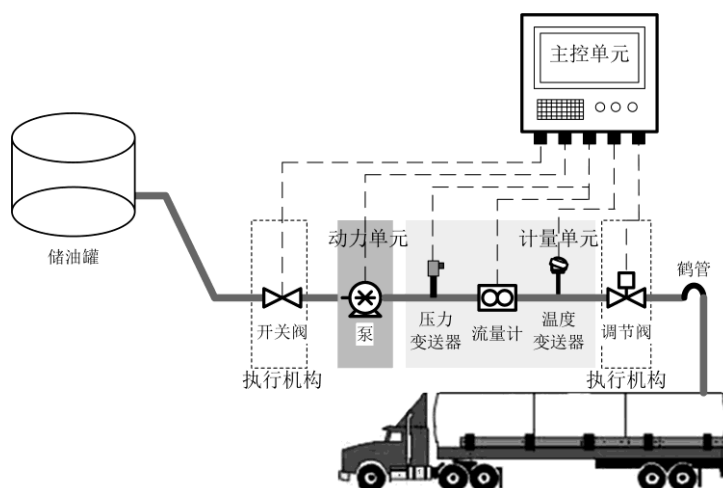 主控单元
储油罐
动力单元
计量单元
鹤管
开关阀
泵
压力
变送器
流量计
温度
变送器
调节阀
执行机构
执行机构